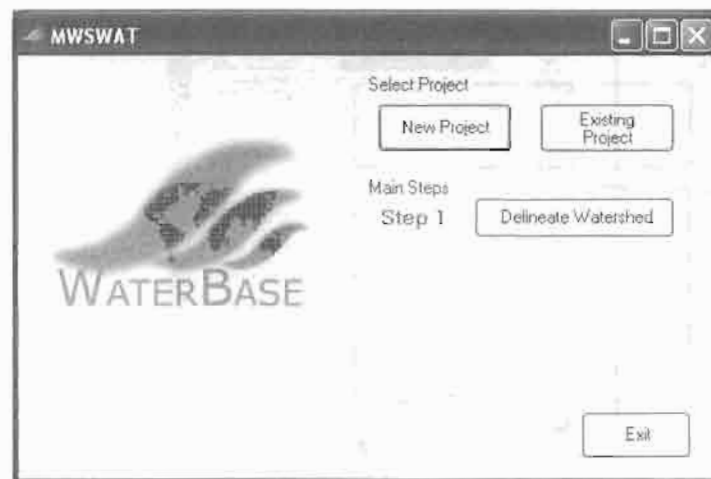 MWSWAT
Select Project
New Project
Existing
Project
Main Steps
Step 1
Delineate Watershed
WATERBASE
Exit